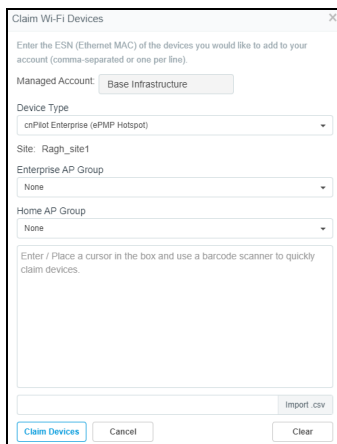 Claim Wi-Fi Devices ×
Enter the ESN (Ethernet MAC) of the devices you would like to add to your
account (comma-separated or one per line).
Managed Account: Base Infrastructure
Device Type
cnPilot Enterprise (ePMP Hotspot)
Site: Ragh_site1
Enterprise AP Group
None
Home AP Group
None
Enter / Place a cursor in the box and use a barcode scanner to quickly
claim devices.
Import .csv
Claim Devices Cancel Clear